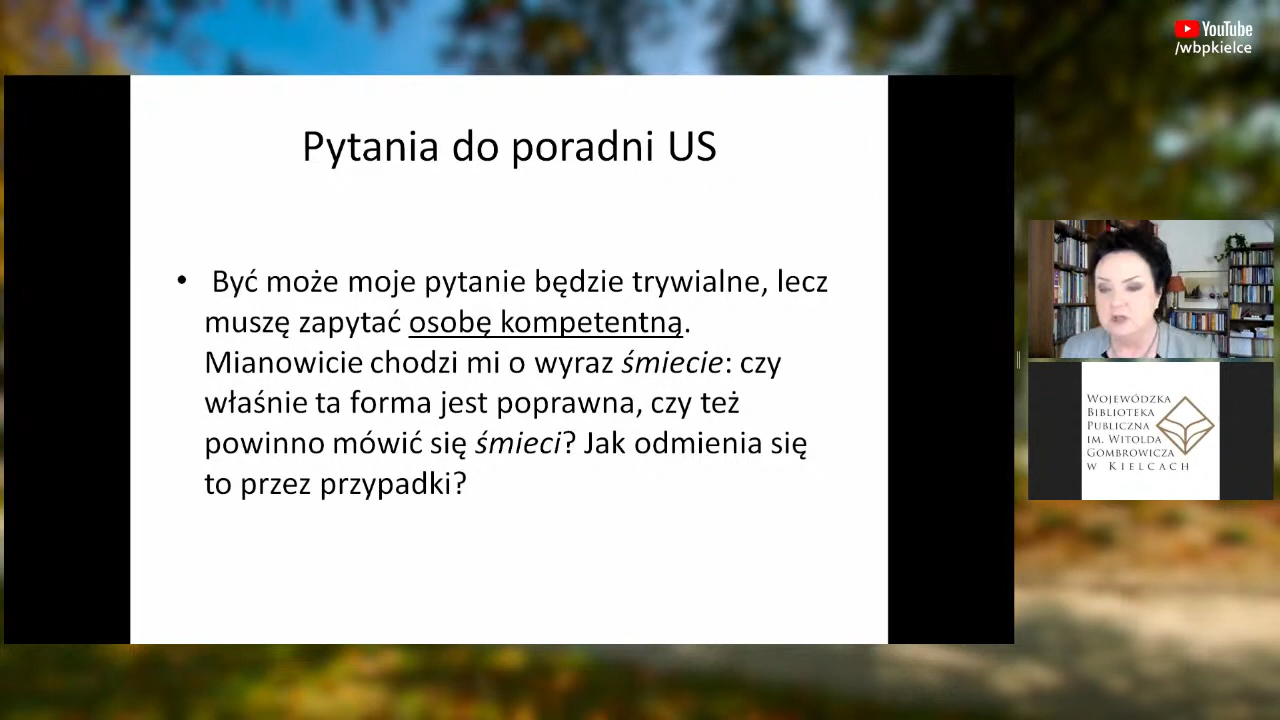 YouTube
/wbpkielce
Pytania do poradni US
• Być może moje pytanie będzie trywialne, lecz
muszę zapytać osobę kompetentną.
Mianowicie chodzi mi o wyraz śmiecie: czy
właśnie ta forma jest poprawna, czy też
powinno mówić się śmieci? Jak odmienia się
to przez przypadki?
Wojewódzka
Biblioteka
Publiczna
im. Witolda
Gombrowicza
w Kielcach